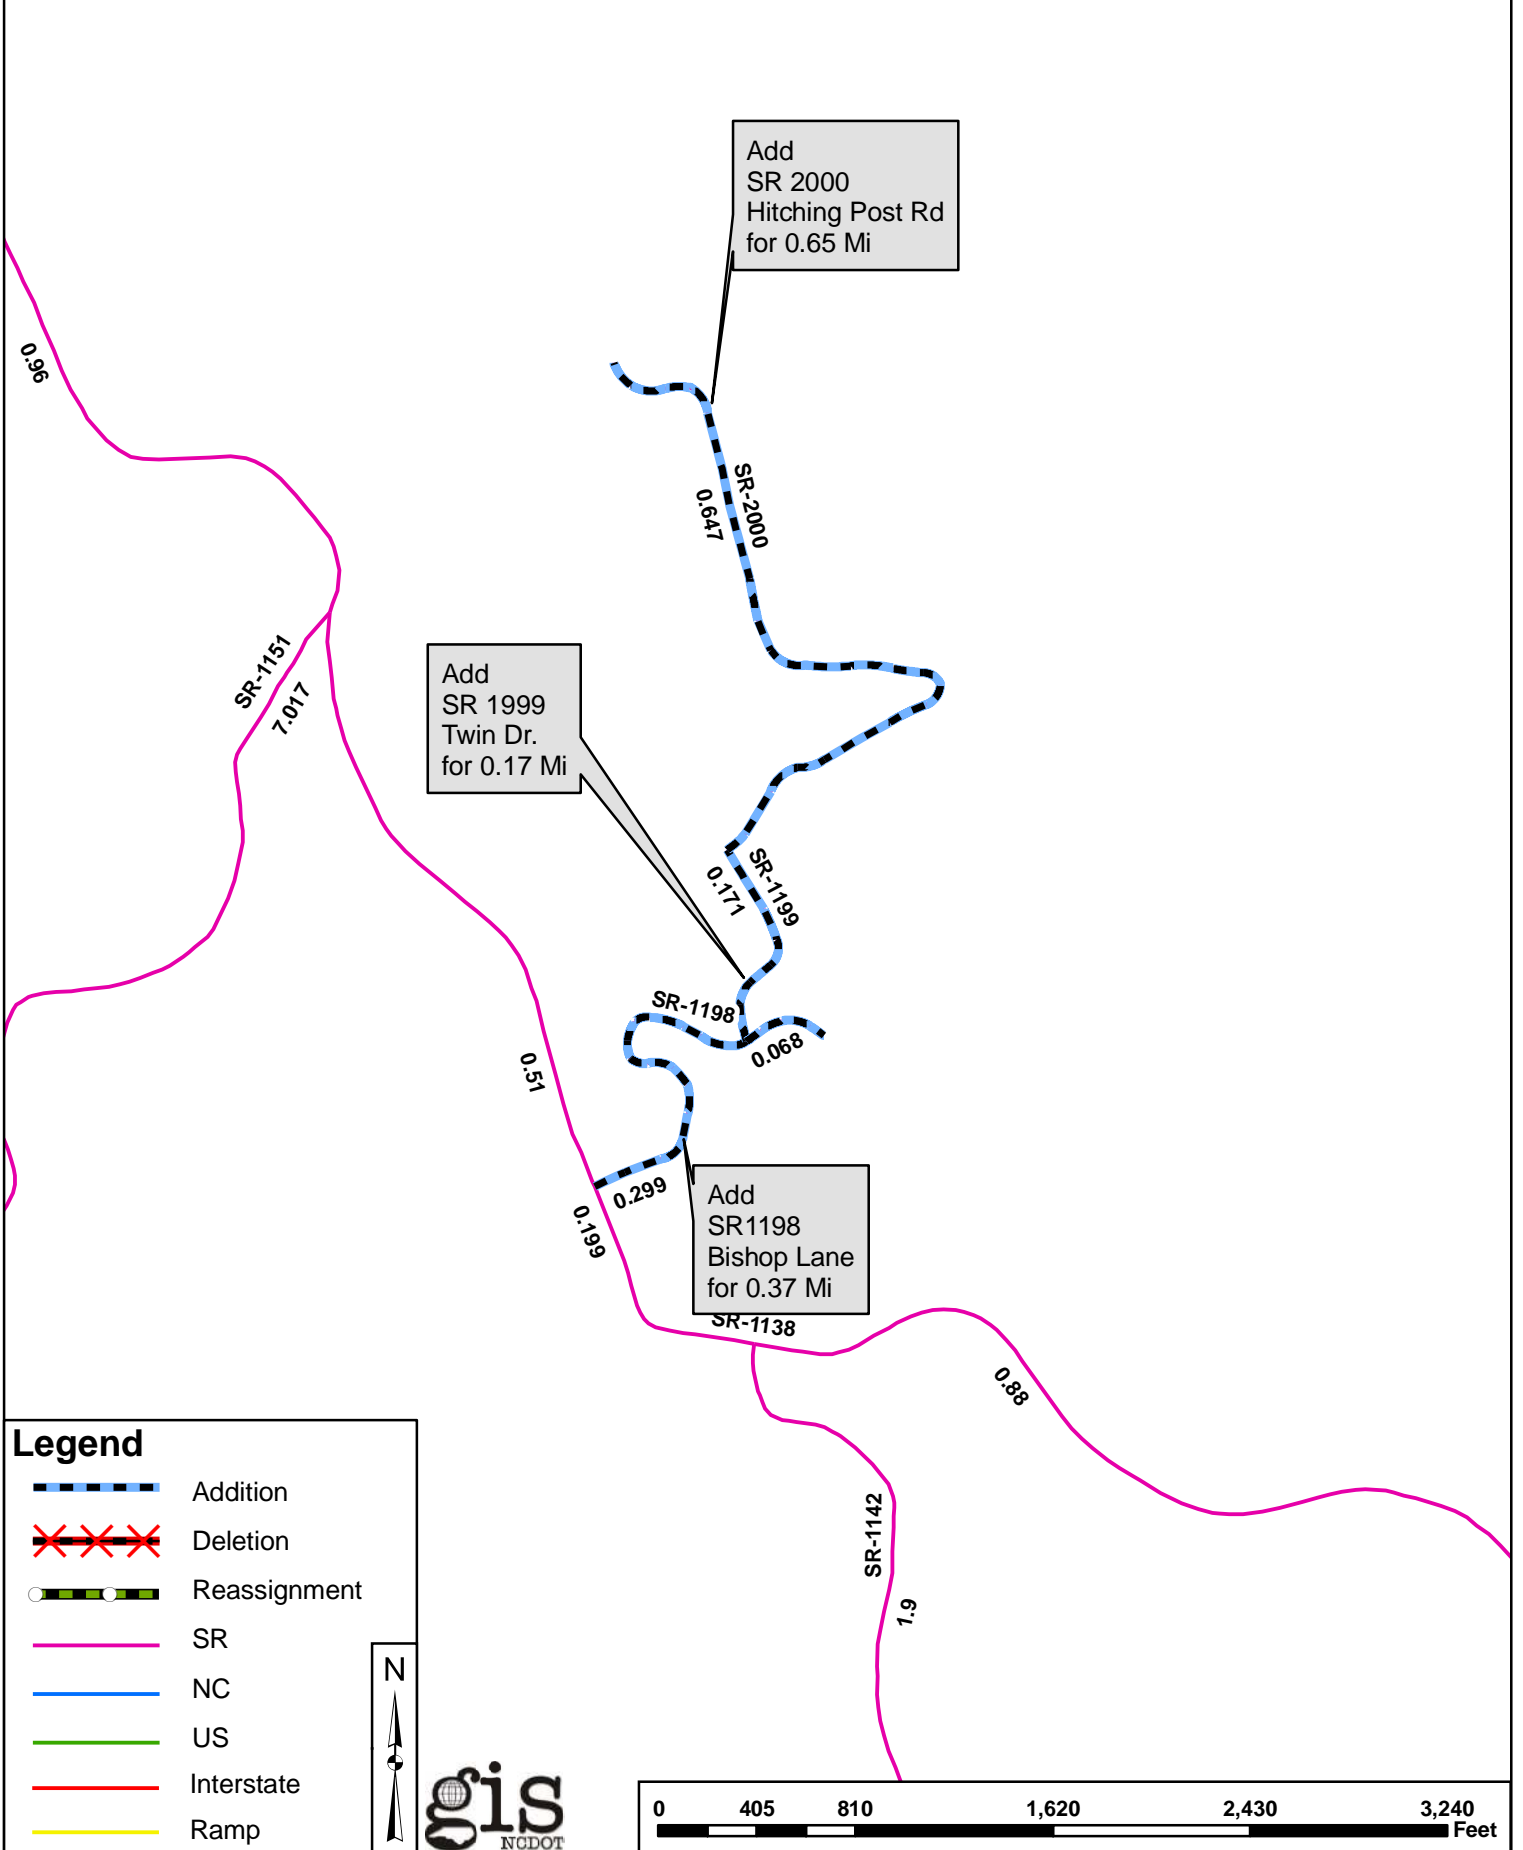 Add
SR 2000
Hitching Post Rd
for 0.65 Mi
0.96
SR-2000
0.647
SR-1151
7.017
Add
SR 1999
Twin Dr.
for 0.17 Mi
SR-1199
0.171
SR-1198
0.068
0.51
0.299
0.199
Add
SR1198
Bishop Lane
for 0.37 Mi
SR-1138
0.88
SR-1142
1.9
Legend
Addition
Deletion
Reassignment
SR
NC
US
Interstate
Ramp
N
gis
NCDOT
0 405 810 1,620 2,430 3,240
Feet